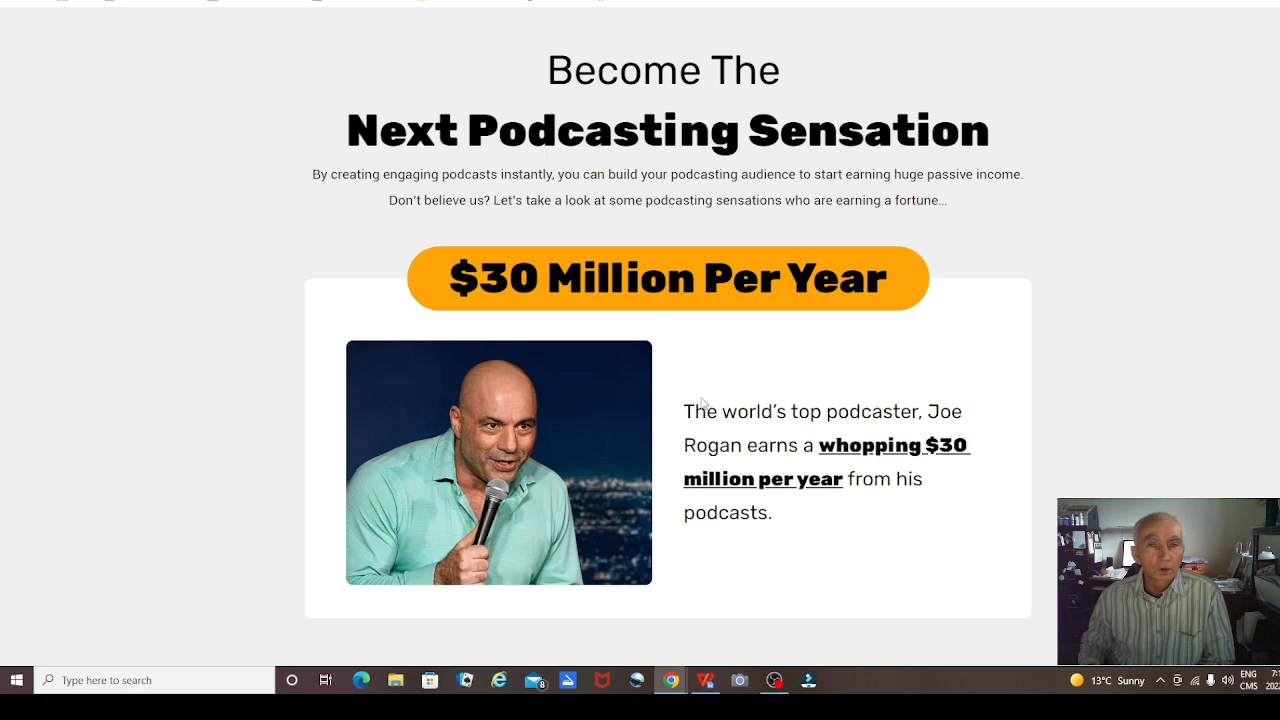 Become The
Next Podcasting Sensation
By creating engaging podcasts instantly, you can build your podcasting audience to start earning huge passive income.
Don't believe us? Let's take a look at some podcasting sensations who are earning a fortune...
$30 Million Per Year
The world's top podcaster, Joe
Rogan earns a whopping $30
million per year from his
podcasts.
Type here to search
8
13°C Sunny
ENG
CMS